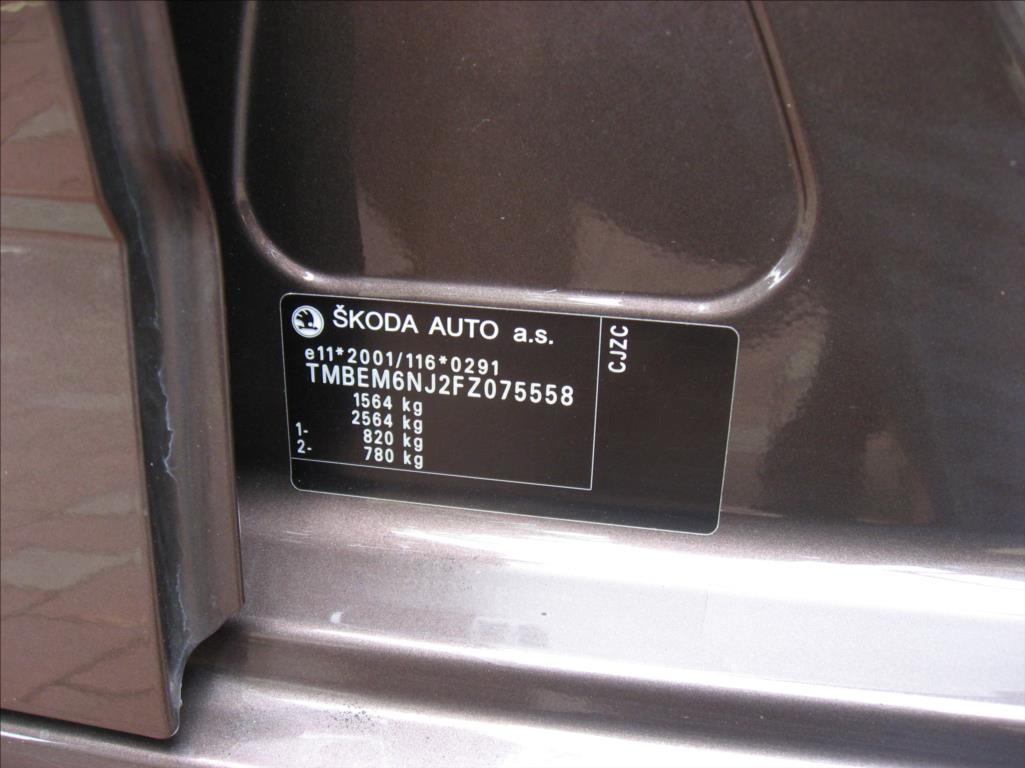 ŠKODA AUTO a.s.
e11*2001/116*0291
TMBEM6NJ2FZ075558
1564 kg
2564 kg
1- 820 kg
2- 780 kg
CJZC